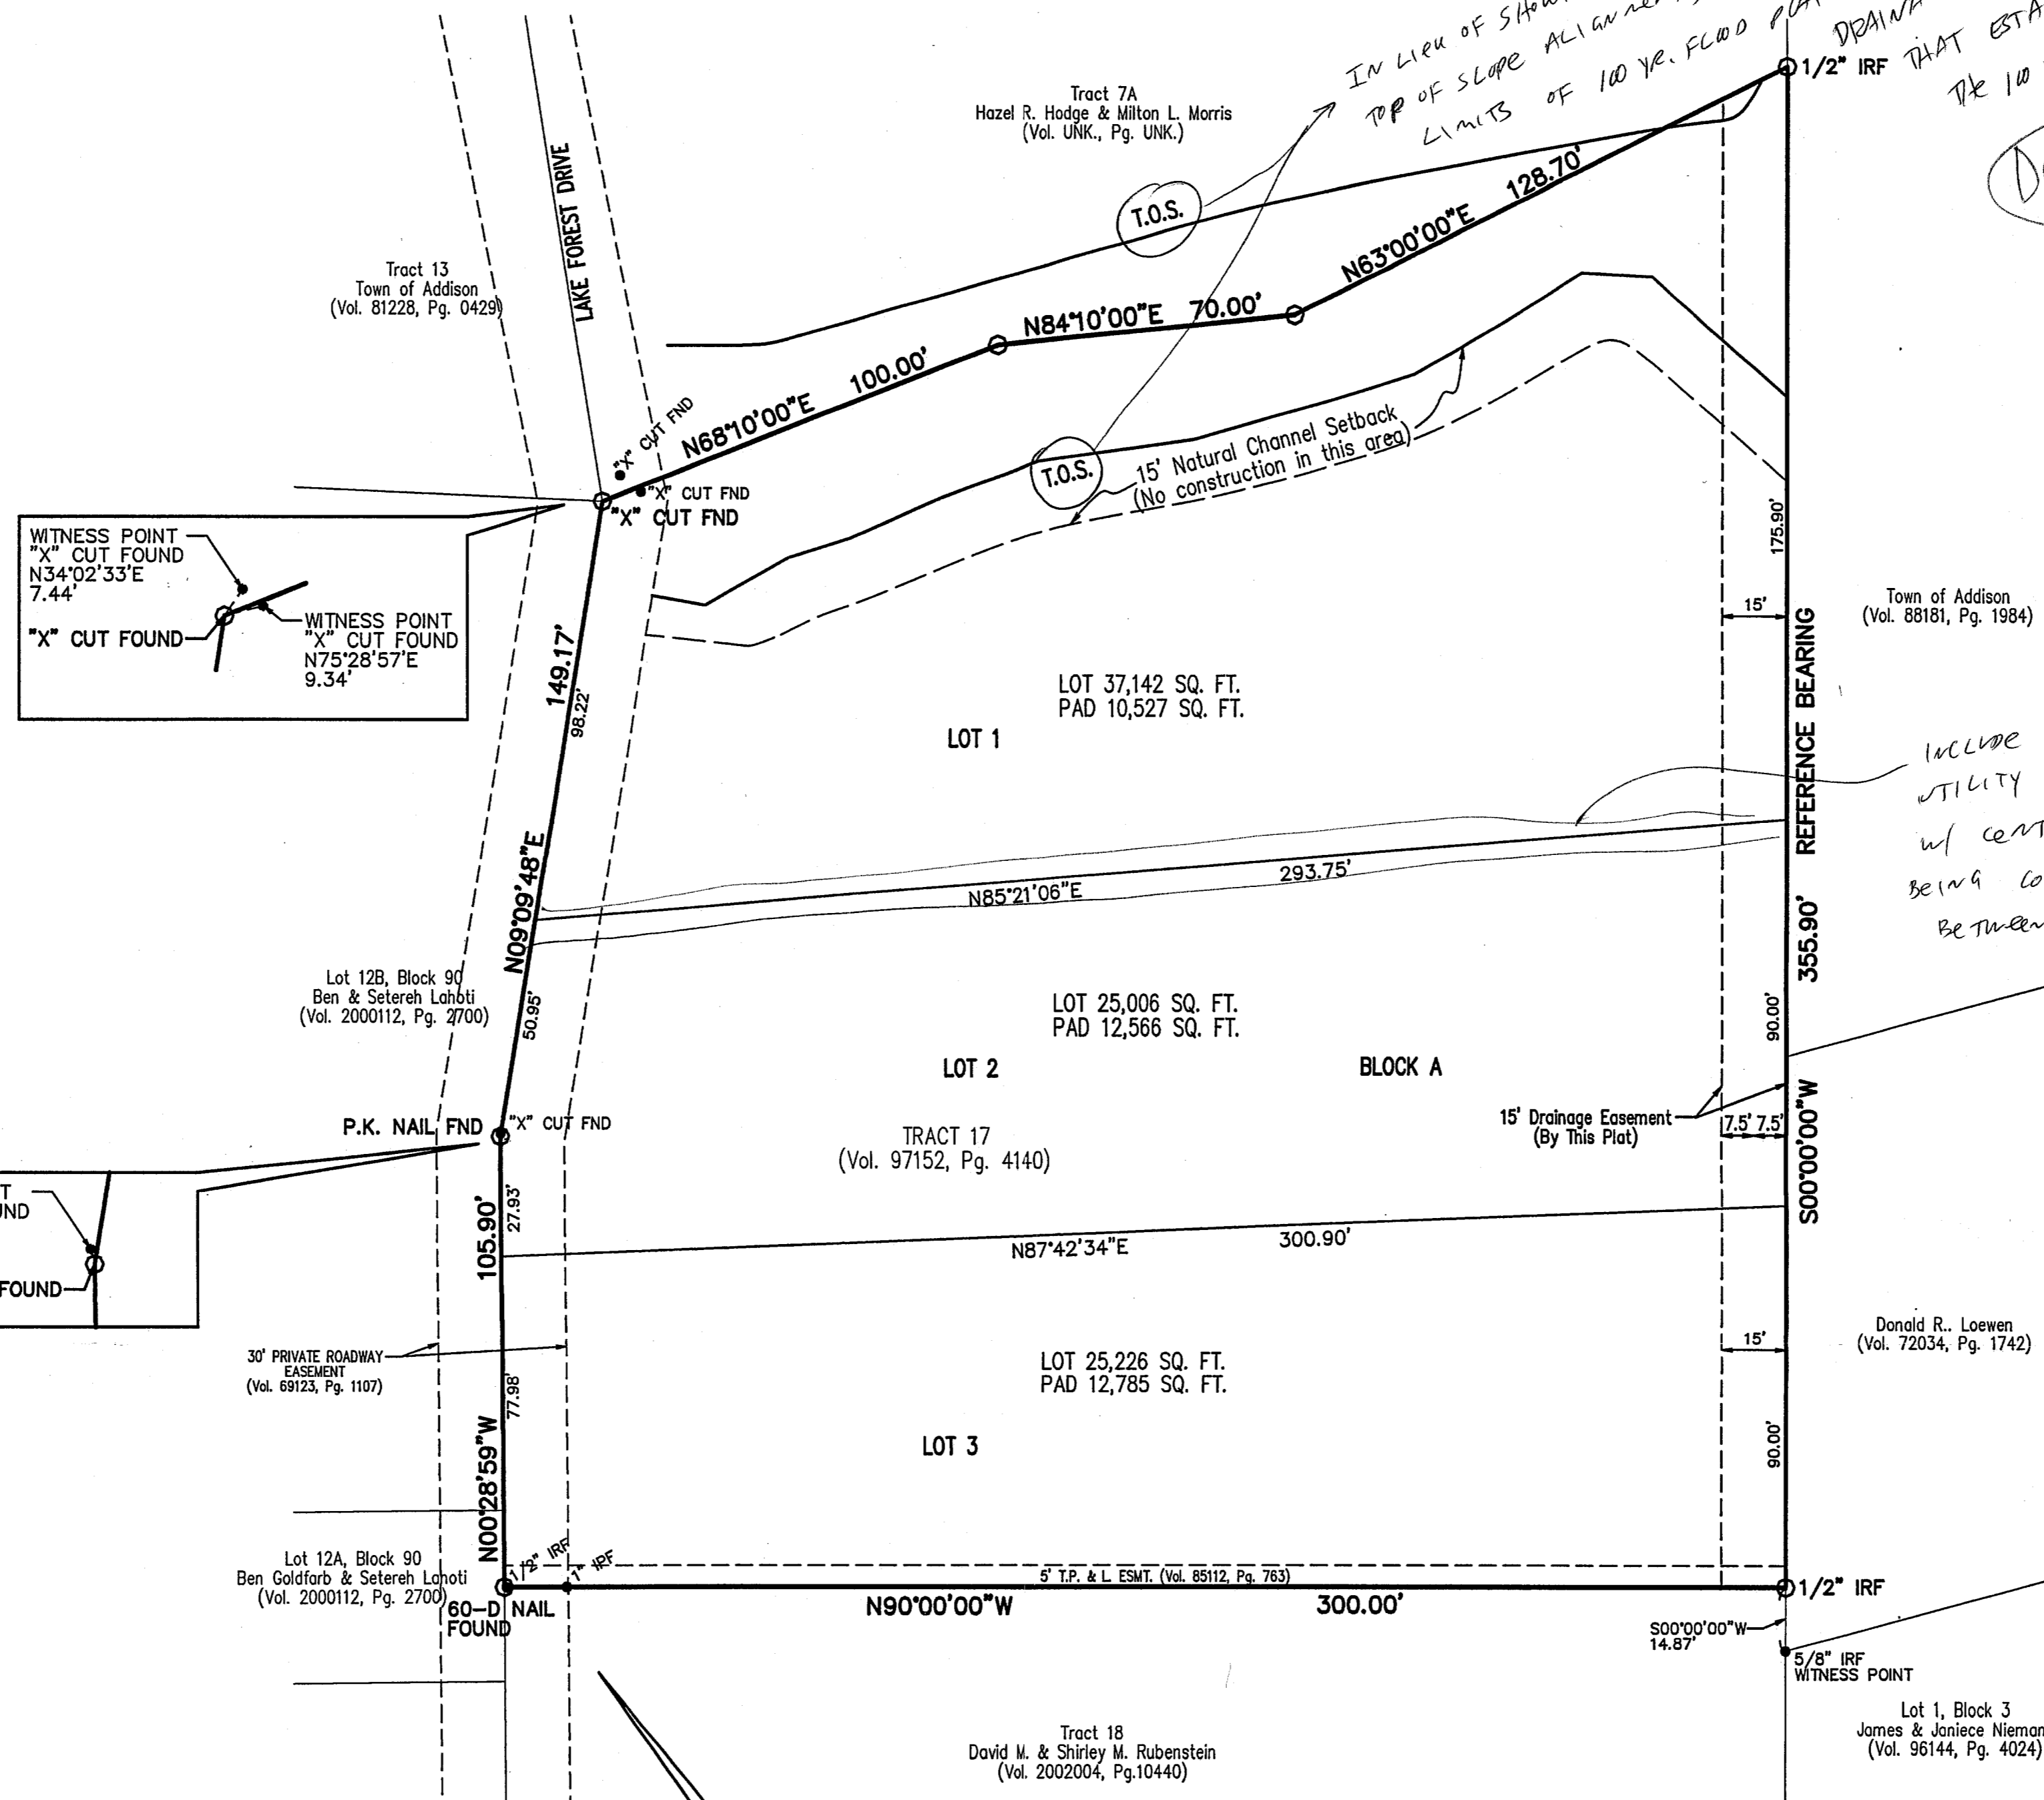 IN LIEU OF
TOP OF SLOPE ALIGNMENT
LIMITS OF 100 YR. FLOOD
DRAINA
THAT ESTA
THE 100
1/2" IRF
Tract 7A
Hazel R. Hodge & Milton L. Morris
(Vol. UNK., Pg. UNK.)
LAKE FOREST DRIVE
Tract 13
Town of Addison
(Vol. 81228, Pg. 0429)
T.O.S.
128.70'
N63°00'00"E
N84°10'00"E 70.00'
100.00'
N68°10'00"E
"X" CUT FND
"X" CUT FND
"X" CUT FND
T.O.S.
15' Natural Channel Setback
(No construction in this area)
WITNESS POINT
"X" CUT FOUND
N34°02'33"E
7.44'
"X" CUT FOUND
WITNESS POINT
"X" CUT FOUND
N75°28'57"E
9.34'
175.90'
15'
Town of Addison
(Vol. 88181, Pg. 1984)
149.17'
98.22'
N09°09'48"E
LOT 37,142 SQ. FT.
PAD 10,527 SQ. FT.
LOT 1
REFERENCE BEARING
INCLUDE
UTILITY
w/ CENT
BEING CO
BETWEEN
293.75'
N85°21'06"E
355.90'
Lot 12B, Block 90
Ben & Setereh Lahoti
(Vol. 2000112, Pg. 2700)
50.95'
LOT 25,006 SQ. FT.
PAD 12,566 SQ. FT.
90.00'
LOT 2
BLOCK A
P.K. NAIL FND
"X" CUT FND
TRACT 17
(Vol. 97152, Pg. 4140)
15' Drainage Easement
(By This Plat)
7.5' 7.5'
S00°00'00"W
T
UND
FOUND
105.90'
27.93'
300.90'
N87°42'34"E
30' PRIVATE ROADWAY
EASEMENT
(Vol. 69123, Pg. 1107)
77.98'
N00°28'59"W
LOT 25,226 SQ. FT.
PAD 12,785 SQ. FT.
15'
Donald R.. Loewen
(Vol. 72034, Pg. 1742)
LOT 3
90.00'
Lot 12A, Block 90
Ben Goldfarb & Setereh Lahoti
(Vol. 2000112, Pg. 2700)
1/2" IRF
1" IPF
5' T.P. & L ESMT. (Vol. 85112, Pg. 763)
1/2" IRF
60-D NAIL
FOUND
N90°00'00"W 300.00'
S00°00'00"W
14.87'
5/8" IRF
WITNESS POINT
Tract 18
David M. & Shirley M. Rubenstein
(Vol. 2002004, Pg.10440)
Lot 1, Block 3
James & Janiece Nieman
(Vol. 96144, Pg. 4024)